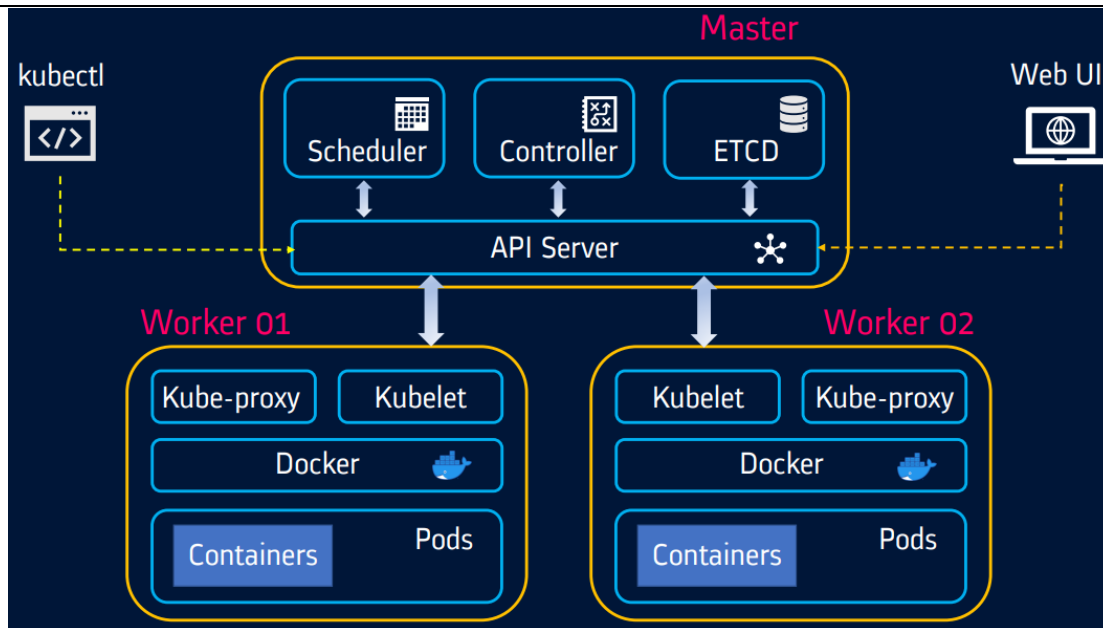 Master
kubectl
Web UI
Scheduler
Controller
ETCD
API Server
Worker 01
Worker 02
Kube-proxy
Kubelet
Kubelet
Kube-proxy
Docker
Docker
Containers
Pods
Containers
Pods